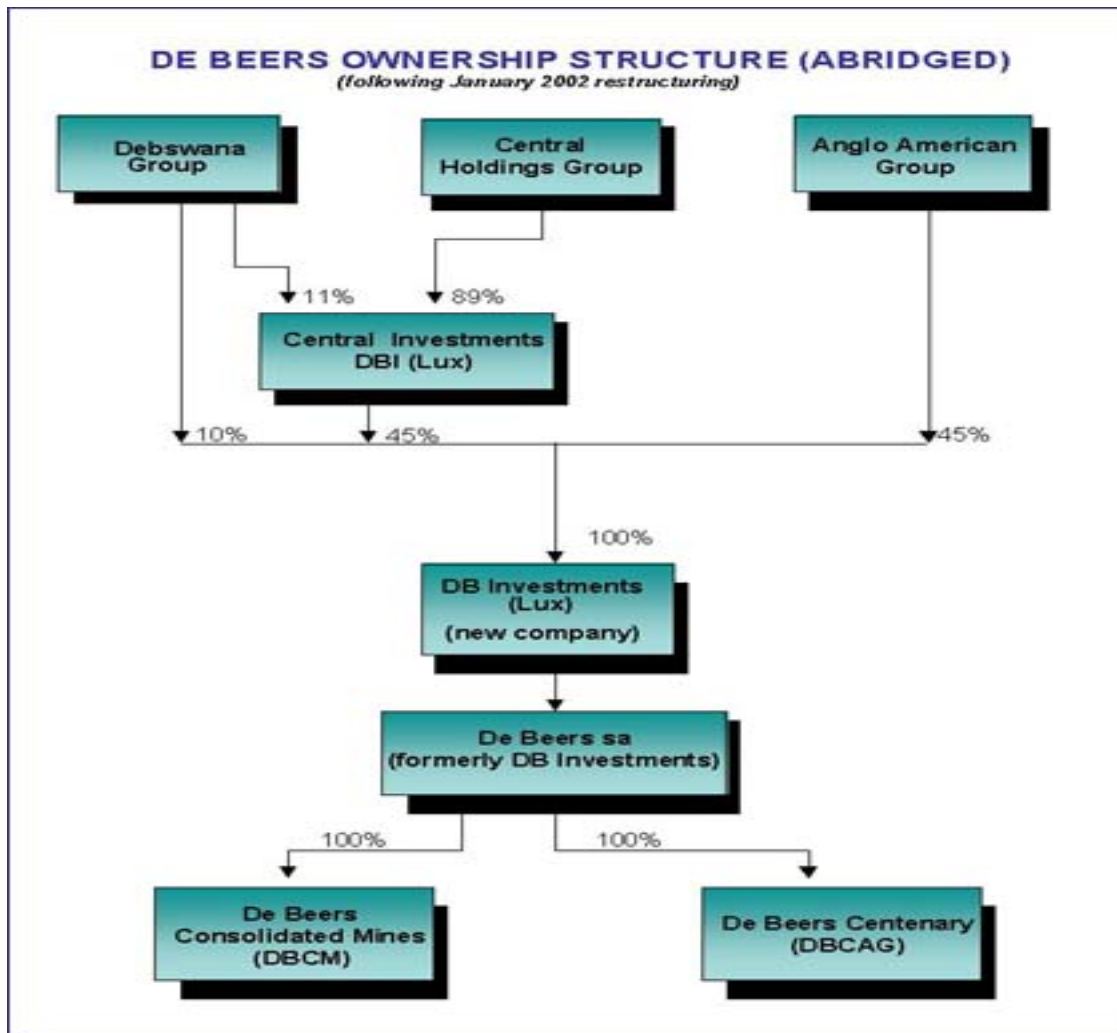 DE BEERS OWNERSHIP STRUCTURE (ABRIDGED)
(following January 2002 restructuring)
Debswana
Group
Central
Holdings Group
Anglo American
Group
11%
89%
Central Investments
DBI (Lux)
10%
45%
45%
100%
DB Investments
(Lux)
(new company)
De Beers sa
(formerly DB Investments)
100%
100%
De Beers
Consolidated Mines
(DBCM)
De Beers Centenary
(DBCAG)